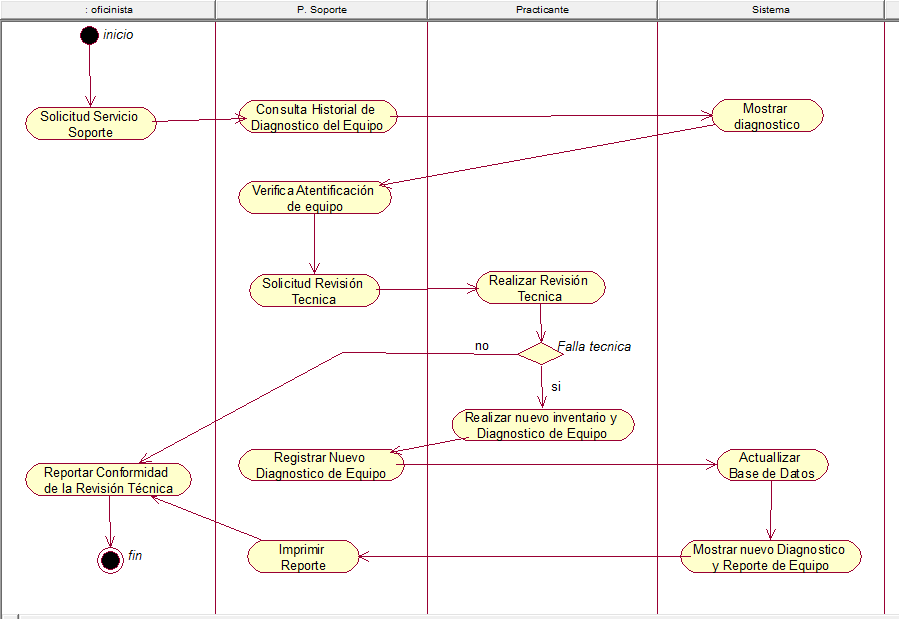 : oficinista
P. Soporte
Practicante
Sistema
inicio
Solicitud Servicio
Soporte
Consulta Historial de
Diagnostico del Equipo
Mostrar
diagnostico
Verifica Atentificación
de equipo
Solicitud Revisión
Tecnica
Realizar Revisión
Tecnica
no
Falla tecnica
si
Realizar nuevo inventario y
Diagnostico de Equipo
Registrar Nuevo
Diagnostico de Equipo
Actuallizar
Base de Datos
Reportar Conformidad
de la Revisión Técnica
fin
Imprimir
Reporte
Mostrar nuevo Diagnostico
y Reporte de Equipo